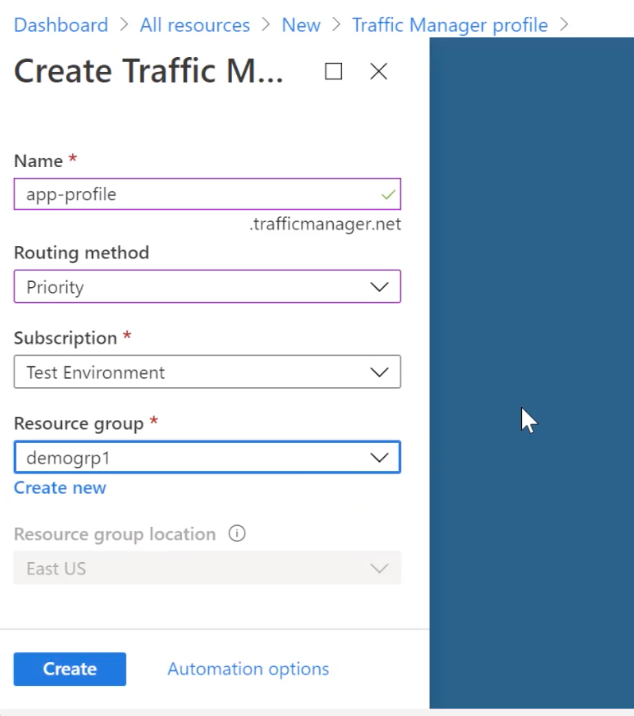 Dashboard > All resources > New > Traffic Manager profile >
Create Traffic M...
Name *
app-profile
.trafficmanager.net
Routing method
Priority
Subscription *
Test Environment
Resource group *
demogrp1
Create new
Resource group location
East US
Create Automation options